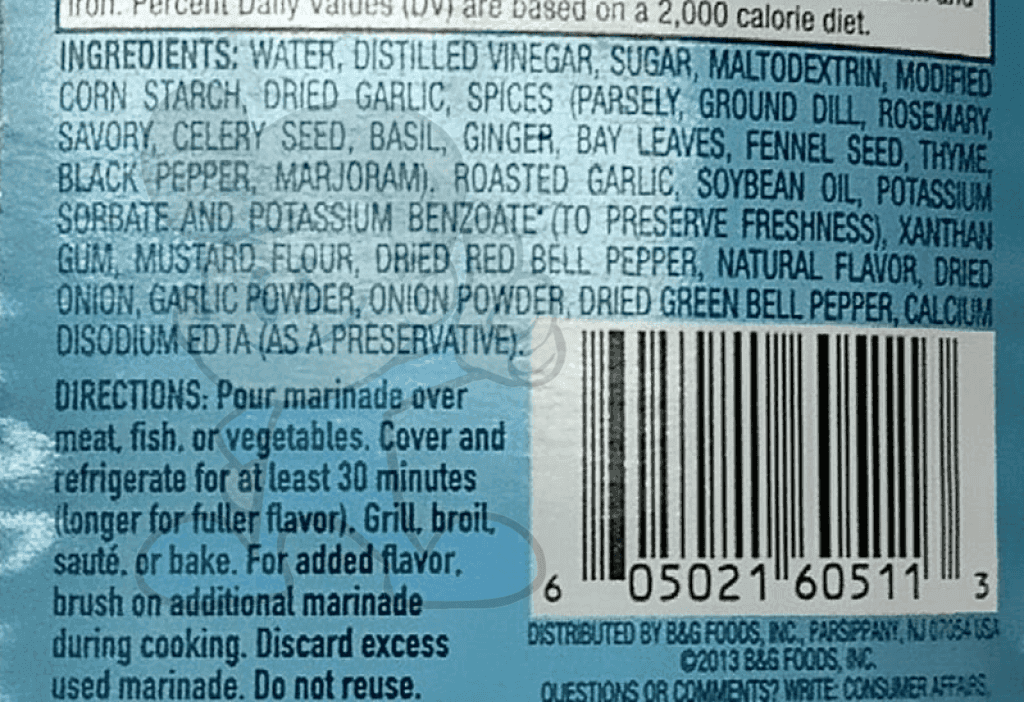 Iron. Percent Daily Values (DV) are based on a 2,000 calorie diet.
INGREDIENTS: WATER, DISTILLED VINEGAR, SUGAR, MALTODEXTRIN, MODIFIED
CORN STARCH, DRIED GARLIC, SPICES (PARSELY, GROUND DILL, ROSEMARY,
SAVORY, CELERY SEED, BASIL, GINGER, BAY LEAVES, FENNEL SEED, THYME,
BLACK PEPPER, MARJORAM), ROASTED GARLIC, SOYBEAN OIL, POTASSIUM
SORBATE AND POTASSIUM BENZOATE (TO PRESERVE FRESHNESS), XANTHAN
GUM, MUSTARD FLOUR, DRIED RED BELL PEPPER, NATURAL FLAVOR, DRIED
ONION, GARLIC POWDER, ONION POWDER, DRIED GREEN BELL PEPPER, CALCIUM
DISODIUM EDTA (AS A PRESERVATIVE).
DIRECTIONS: Pour marinade over
meat, fish, or vegetables. Cover and
refrigerate for at least 30 minutes
(longer for fuller flavor). Grill, broil,
sauté, or bake. For added flavor,
brush on additional marinade
during cooking. Discard excess
used marinade. Do not reuse.
6 05021 60511 3
DISTRIBUTED BY B&G FOODS, INC., PARSIPPANY, NJ 07054 USA
©2013 B&G FOODS, INC.
QUESTIONS OR COMMENTS? WRITE: CONSUMER AFFAIRS,